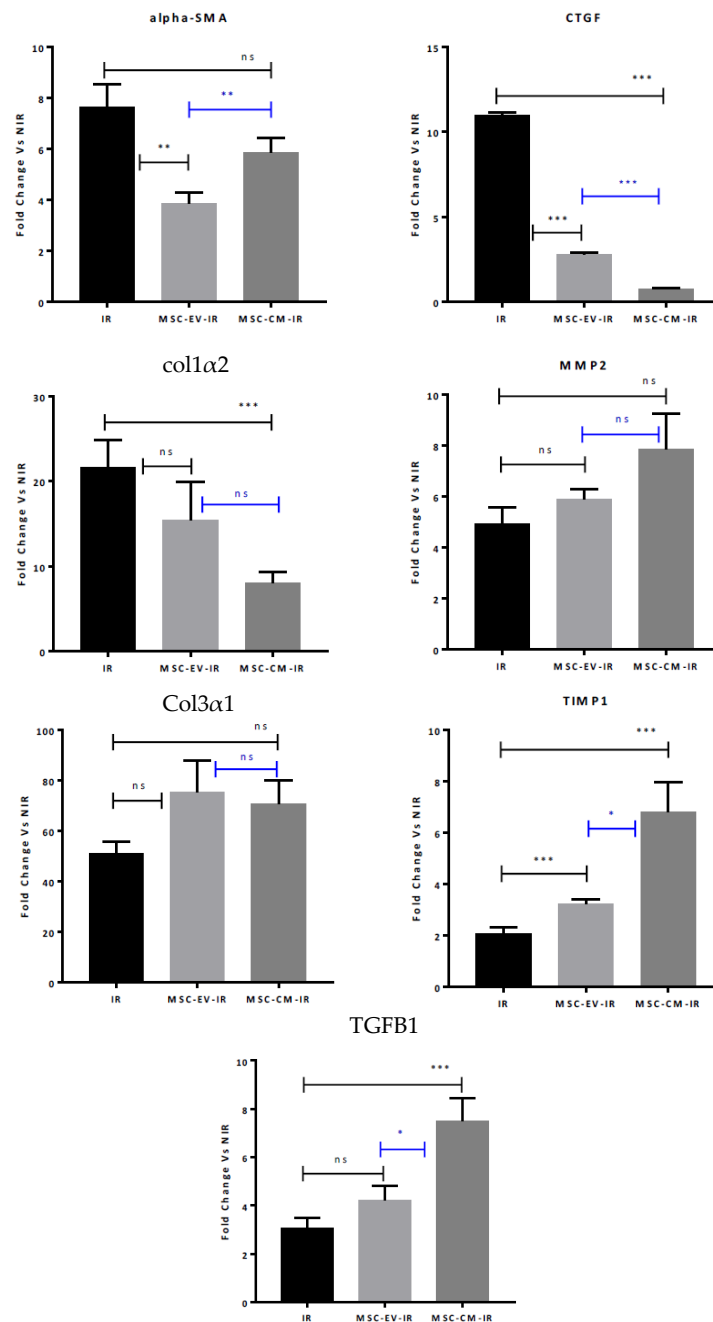 alpha-SMA
Fold Change Vs NIR
10
8
6
4
2
0
ns
**
**
IR
MSC-EV-IR
MSC-CM-IR
CTGF
Fold Change Vs NIR
15
10
5
0
***
***
***
IR
MSC-EV-IR
MSC-CM-IR
col1α2
Fold Change Vs NIR
30
20
10
0
***
ns
ns
IR
MSC-EV-IR
MSC-CM-IR
MMP2
Fold Change Vs NIR
10
8
6
4
2
0
ns
ns
ns
IR
MSC-EV-IR
MSC-CM-IR
Col3α1
Fold Change Vs NIR
100
80
60
40
20
0
ns
ns
ns
IR
MSC-EV-IR
MSC-CM-IR
TIMP1
Fold Change Vs NIR
10
8
6
4
2
0
***
*
***
IR
MSC-EV-IR
MSC-CM-IR
TGFB1
Fold Change Vs NIR
10
8
6
4
2
0
***
*
ns
IR
MSC-EV-IR
MSC-CM-IR